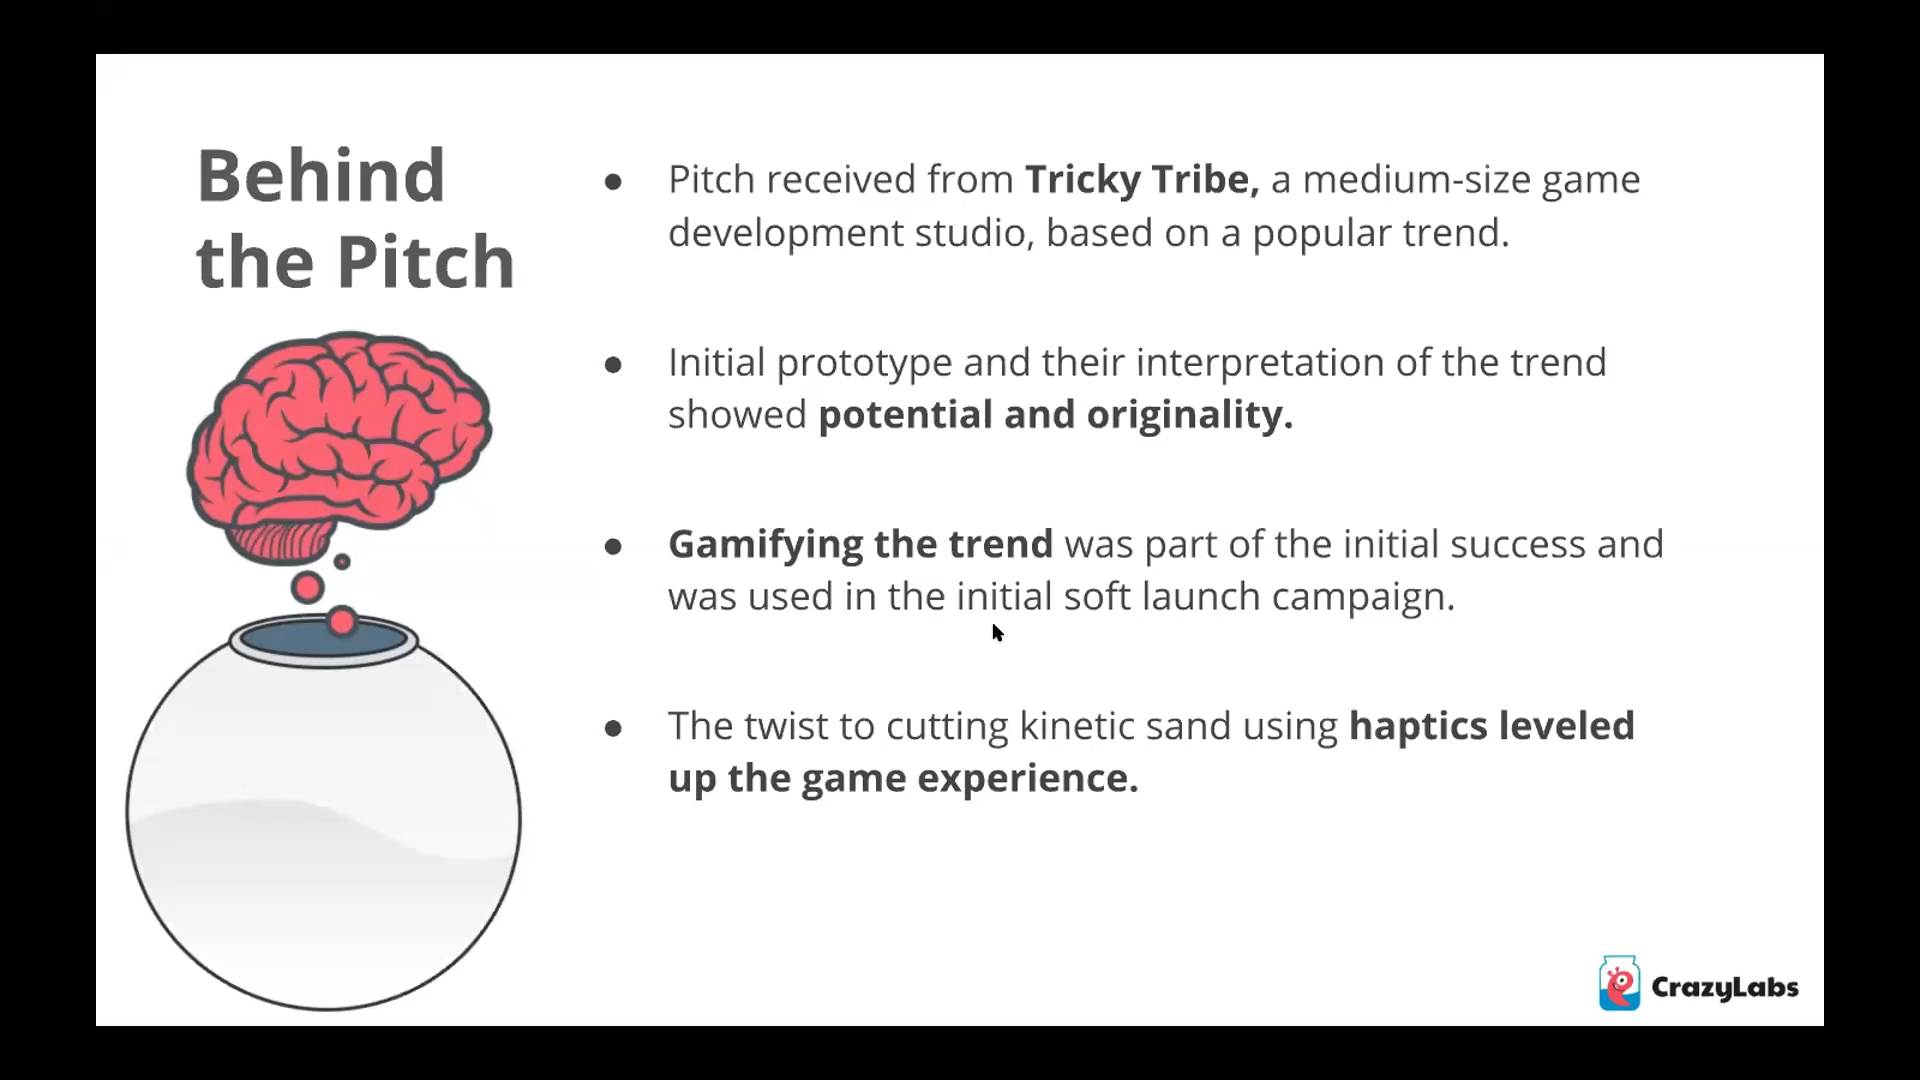 Behind
the Pitch
● Pitch received from Tricky Tribe, a medium-size game
development studio, based on a popular trend.
● Initial prototype and their interpretation of the trend
showed potential and originality.
● Gamifying the trend was part of the initial success and
was used in the initial soft launch campaign.
● The twist to cutting kinetic sand using haptics leveled
up the game experience.
CrazyLabs